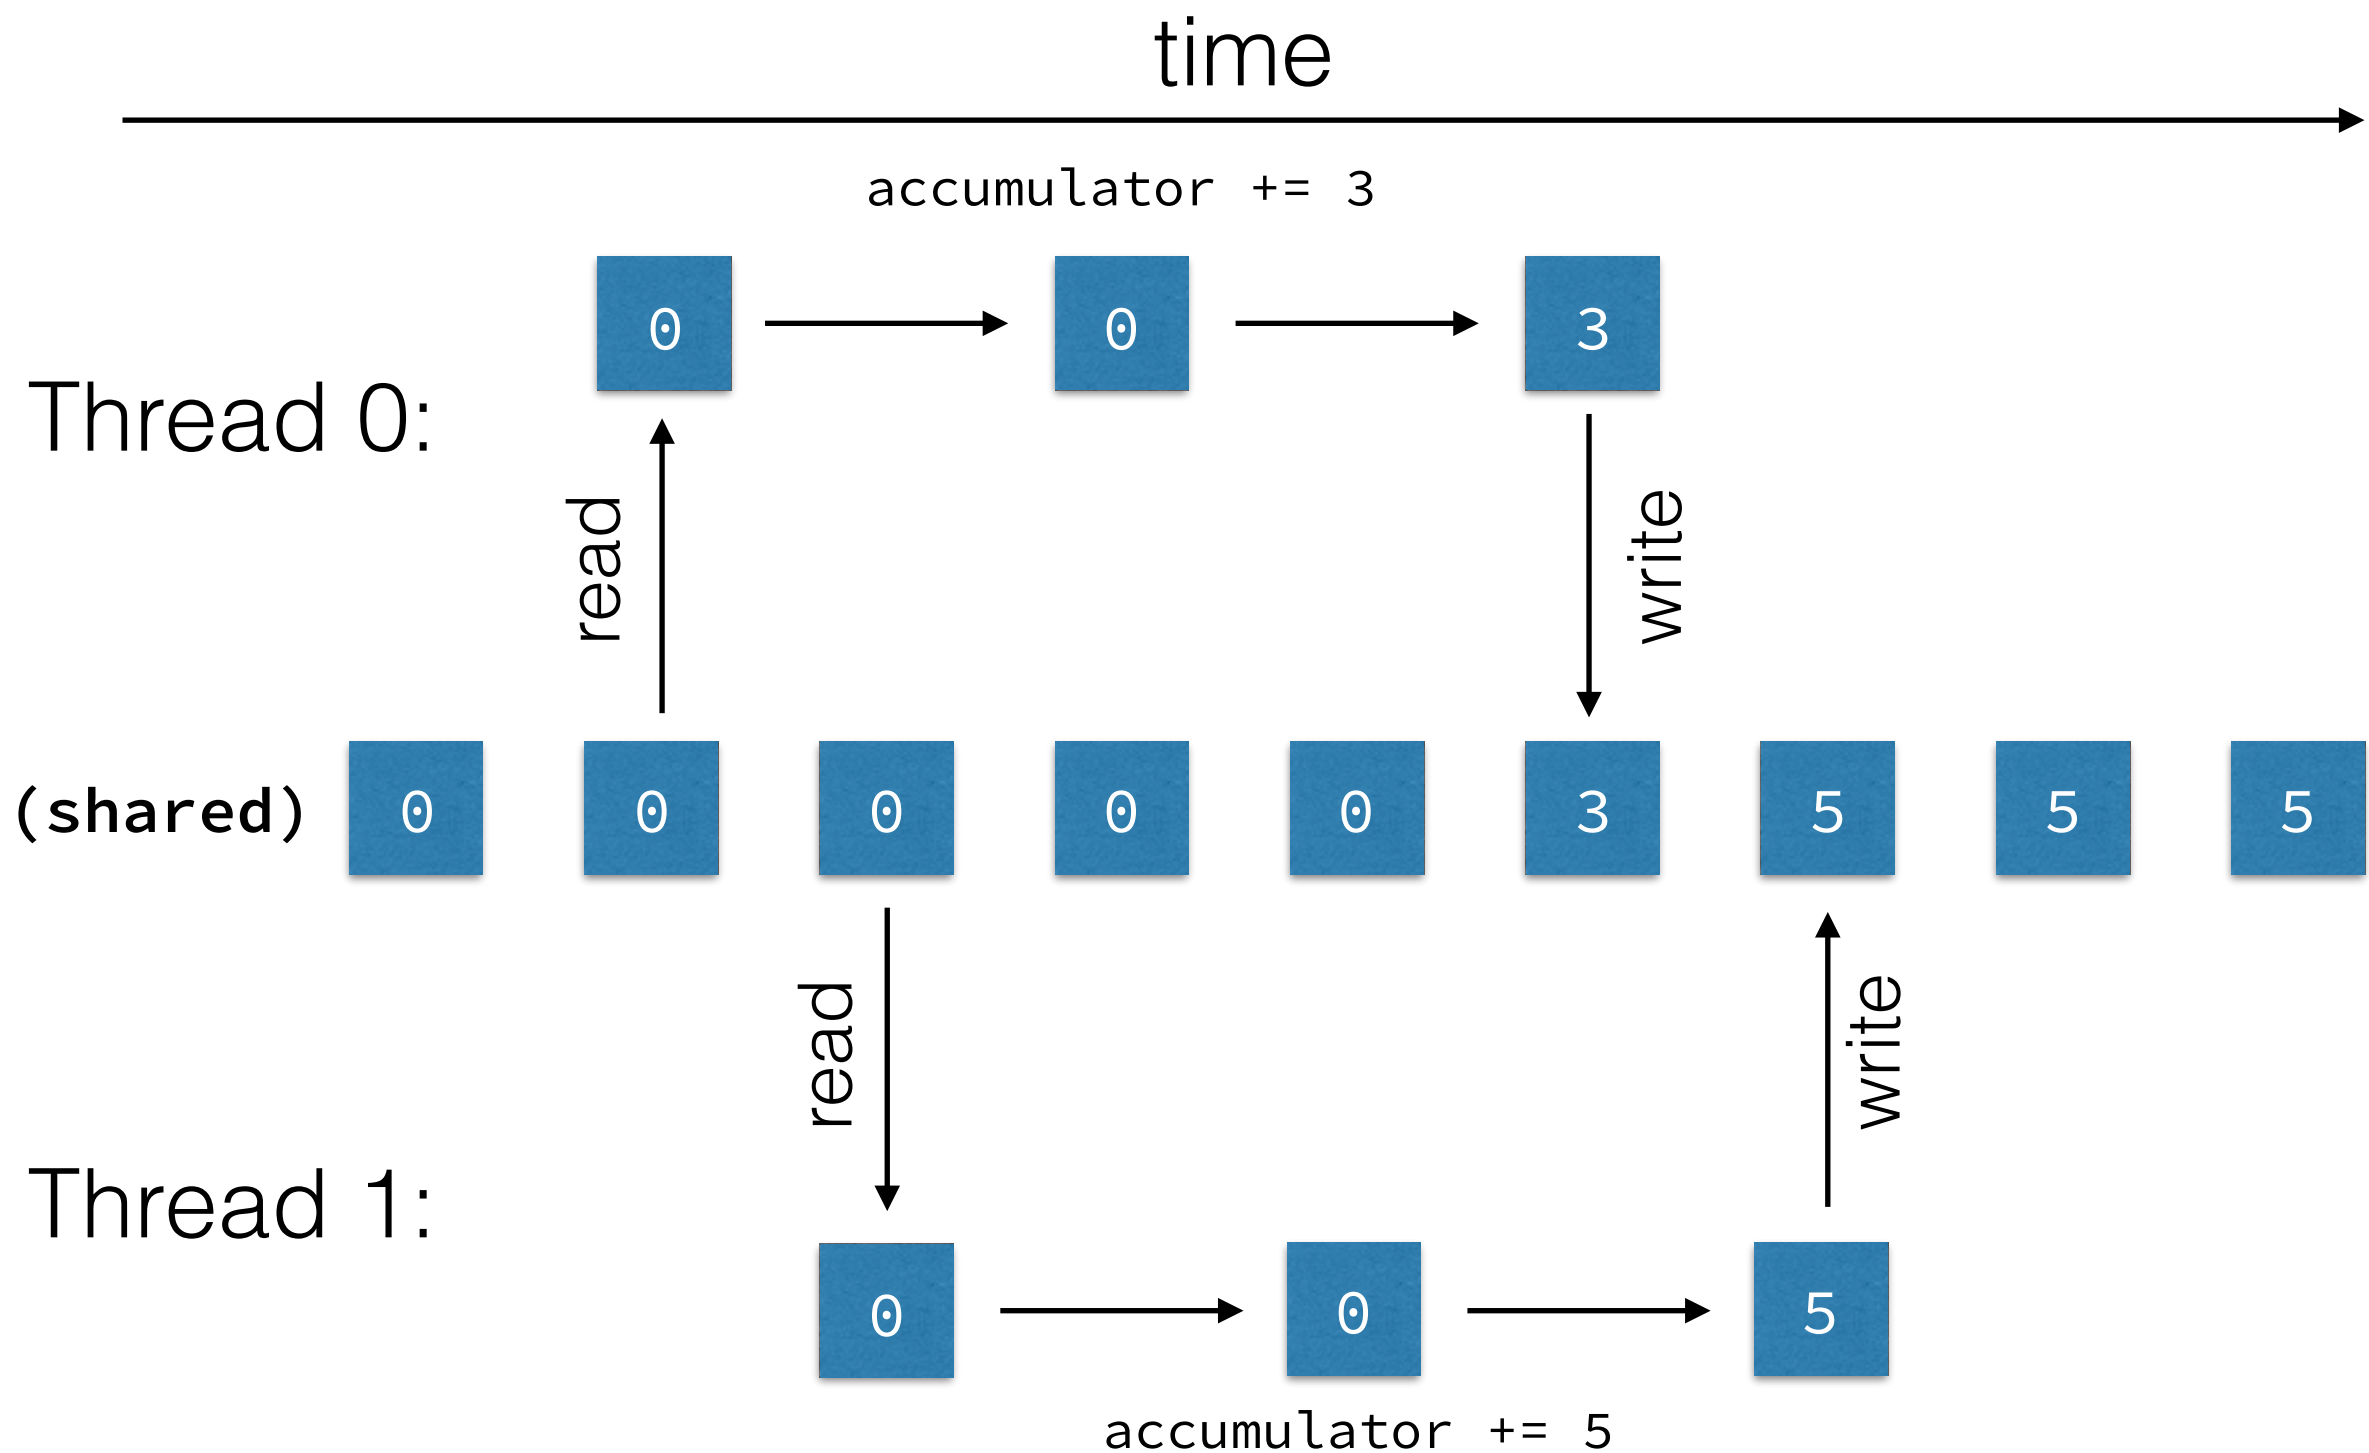 time
accumulator += 3
0 0 3
Thread 0:
read write
(shared) 0 0 0 0 0 3 5 5 5
read write
Thread 1:
0 0 5
accumulator += 5